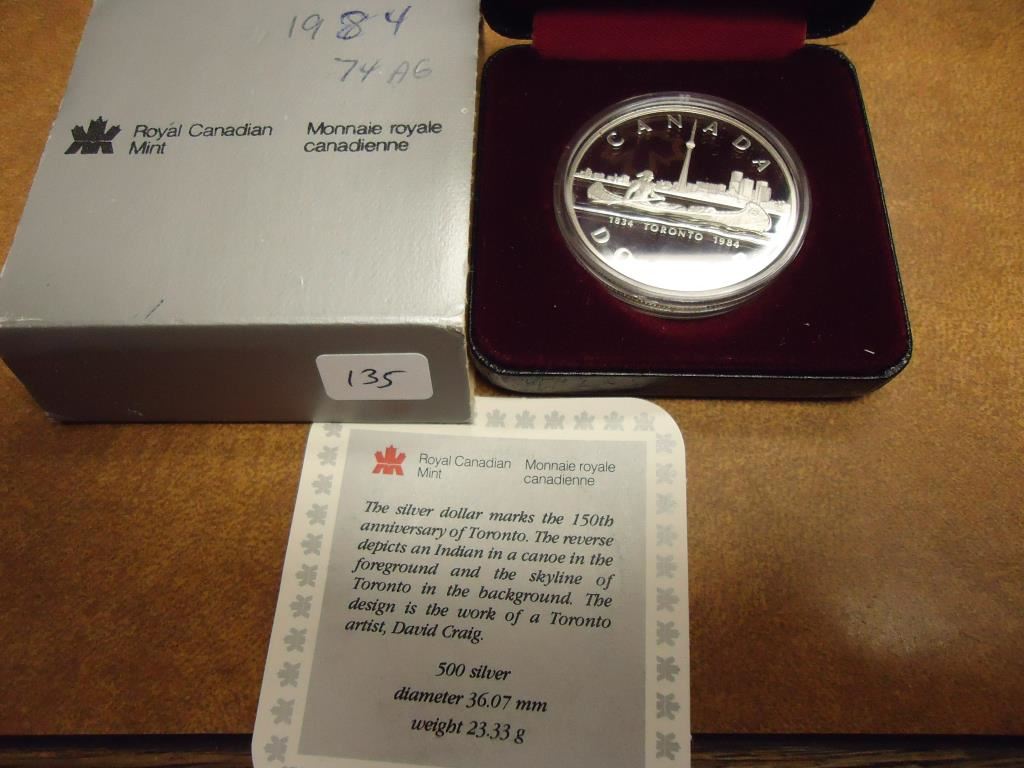 1984
74 AG
Royal Canadian
Mint
Monnaie royale
canadienne
135
CANADA
1834 TORONTO 1984
DO
Royal Canadian
Mint
Monnaie royale
canadienne
The silver dollar marks the 150th
anniversary of Toronto. The reverse
depicts an Indian in a canoe in the
foreground and the skyline of
Toronto in the background. The
design is the work of a Toronto
artist, David Craig.
500 silver
diameter 36.07 mm
weight 23.33 g